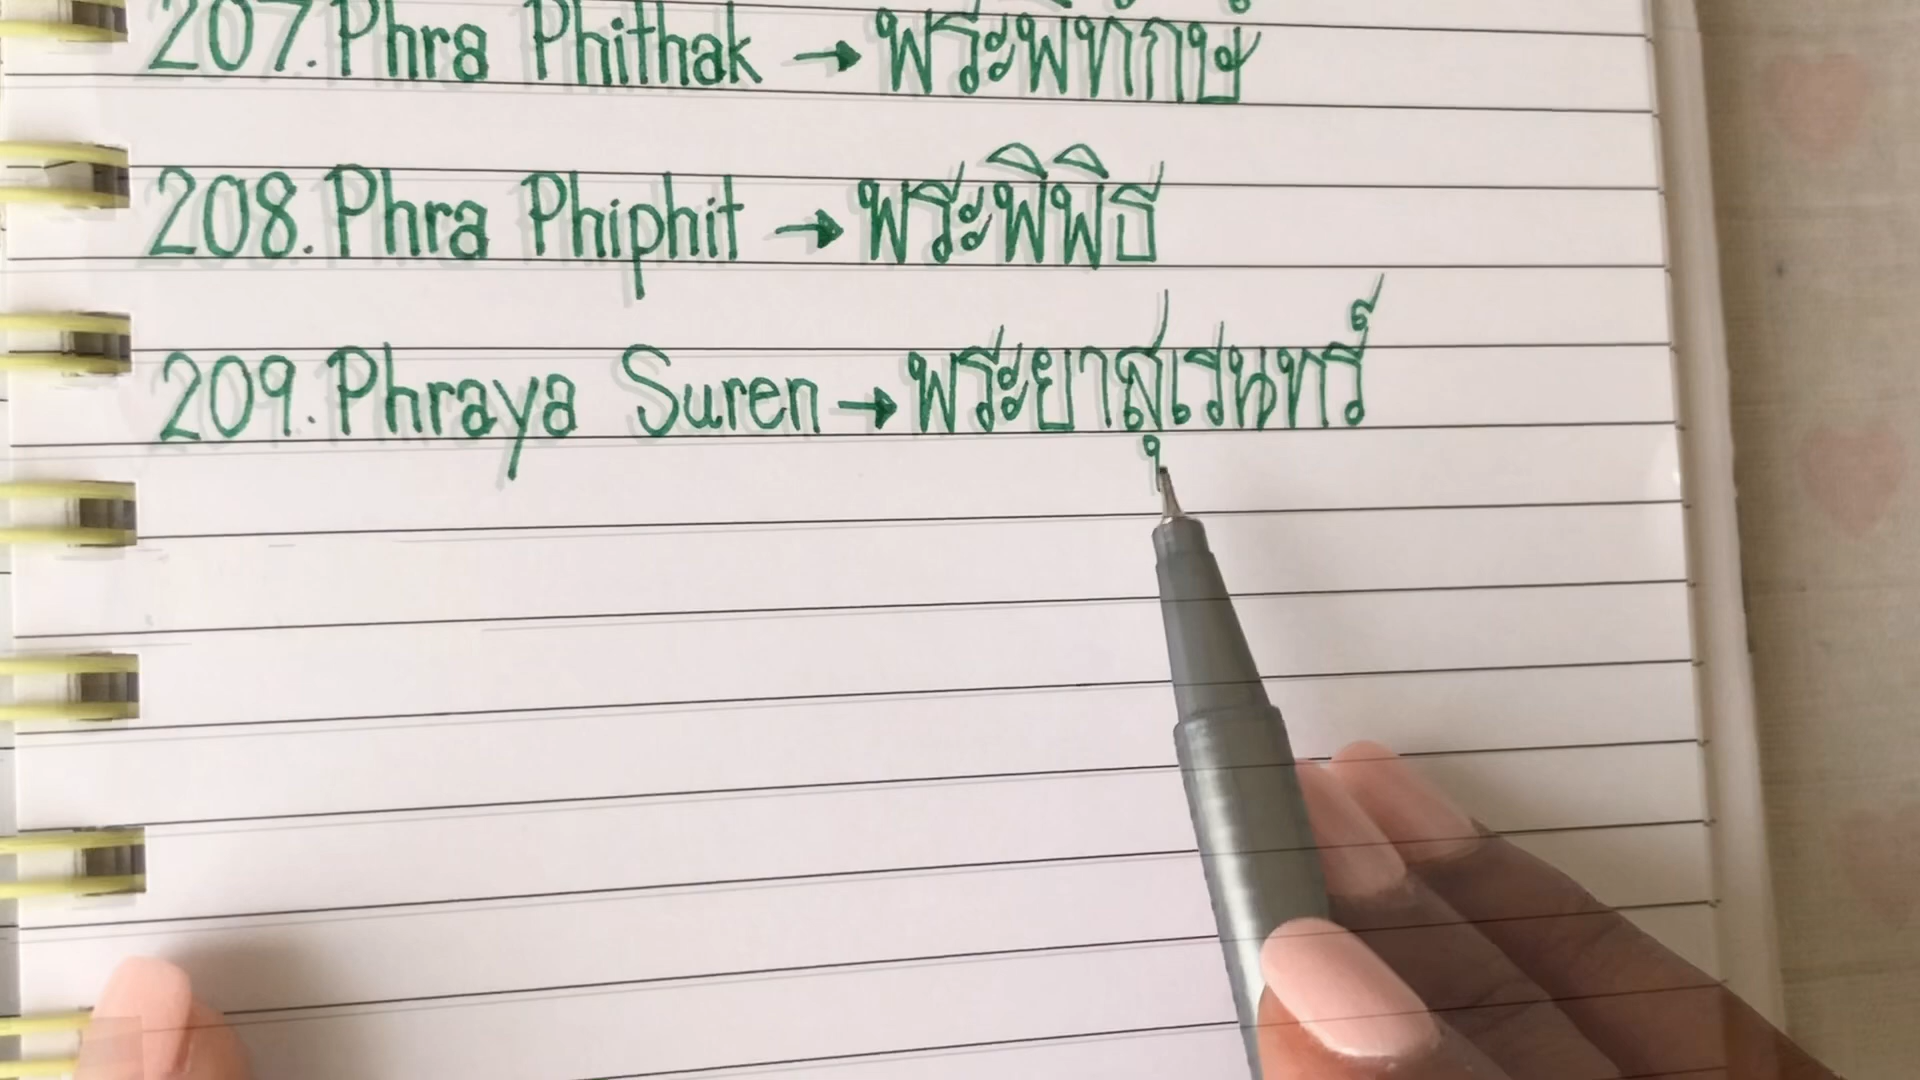 207. Phra Phithak → พระพิทักษ์
208. Phra Phiphit → พระพิพิธ
209. Phraya Suren → พระยาสุเรนทร์